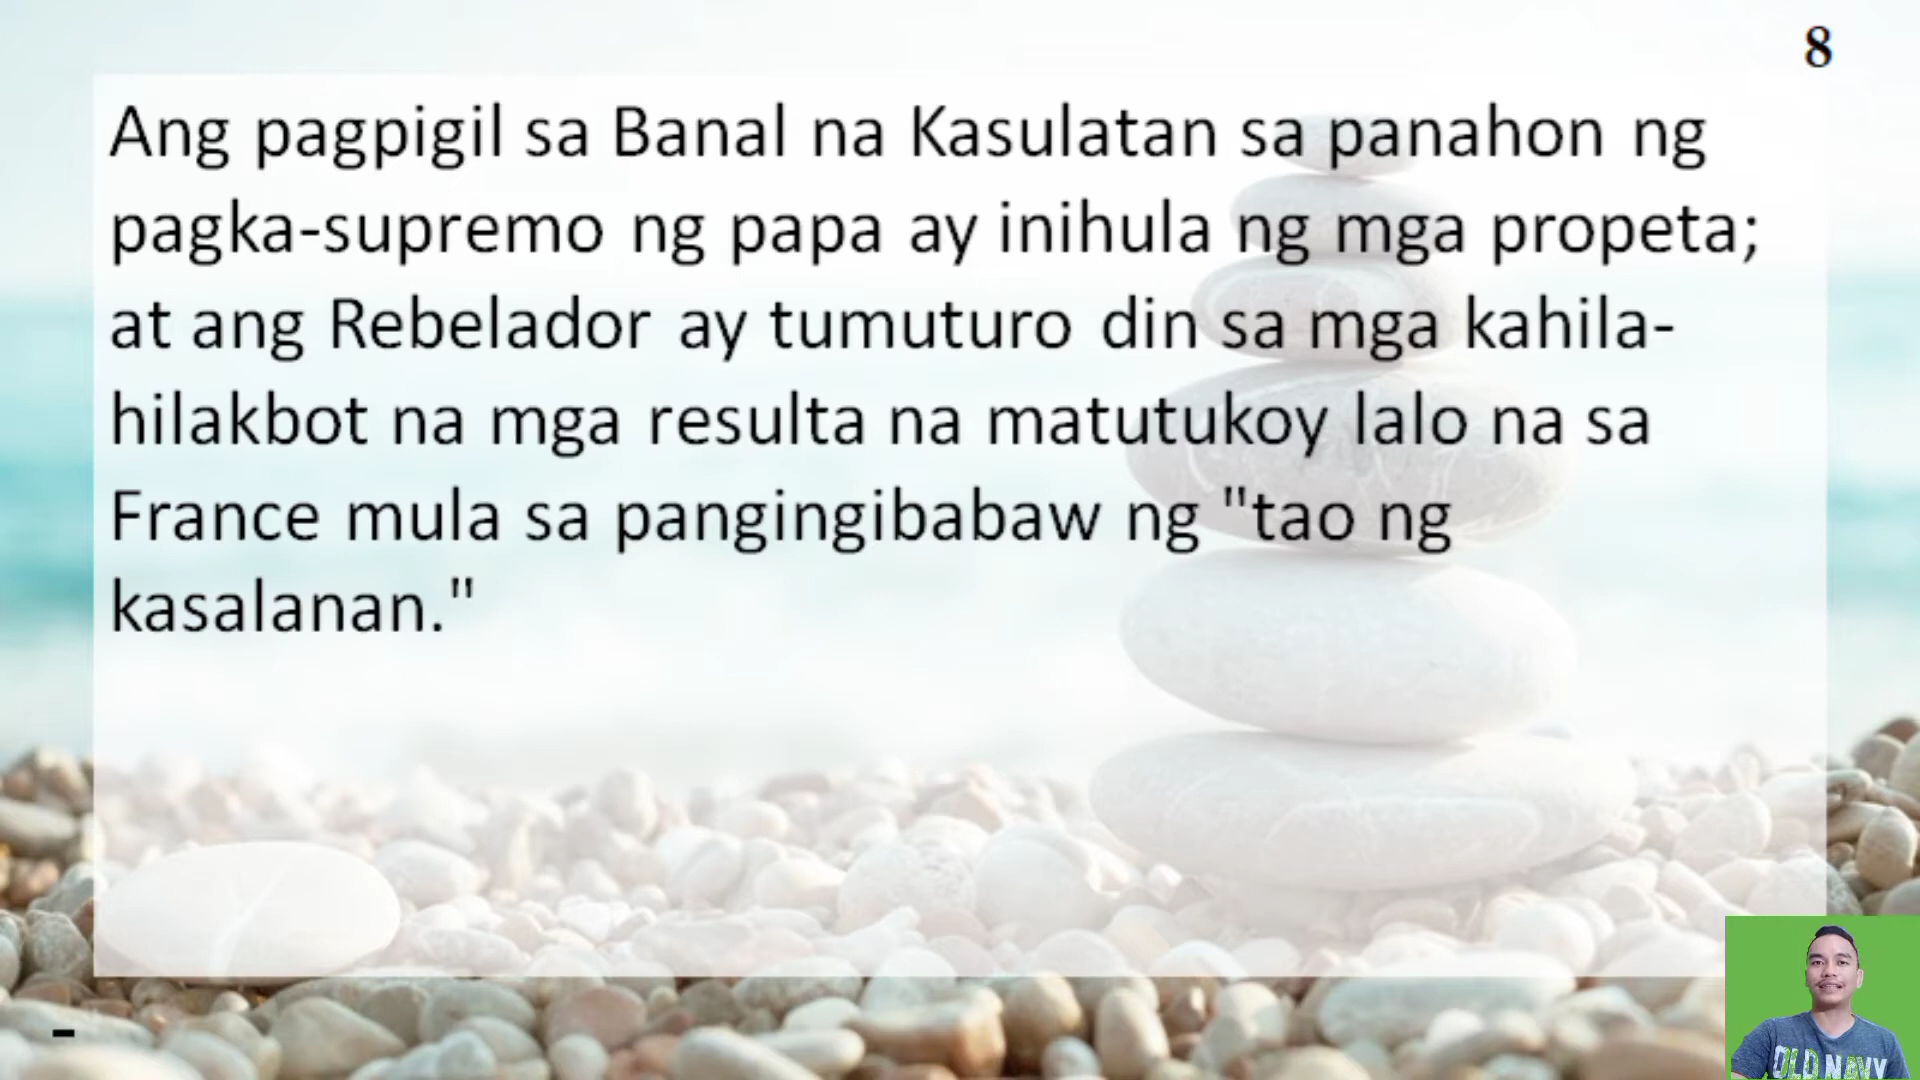 8
Ang pagpigil sa Banal na Kasulatan sa panahon ng
pagka-supremo ng papa ay inihula ng mga propeta;
at ang Rebelador ay tumuturo din sa mga kahila-
hilakbot na mga resulta na matutukoy lalo na sa
France mula sa pangingibabaw ng "tao ng
kasalanan."
-
OLD NAVY